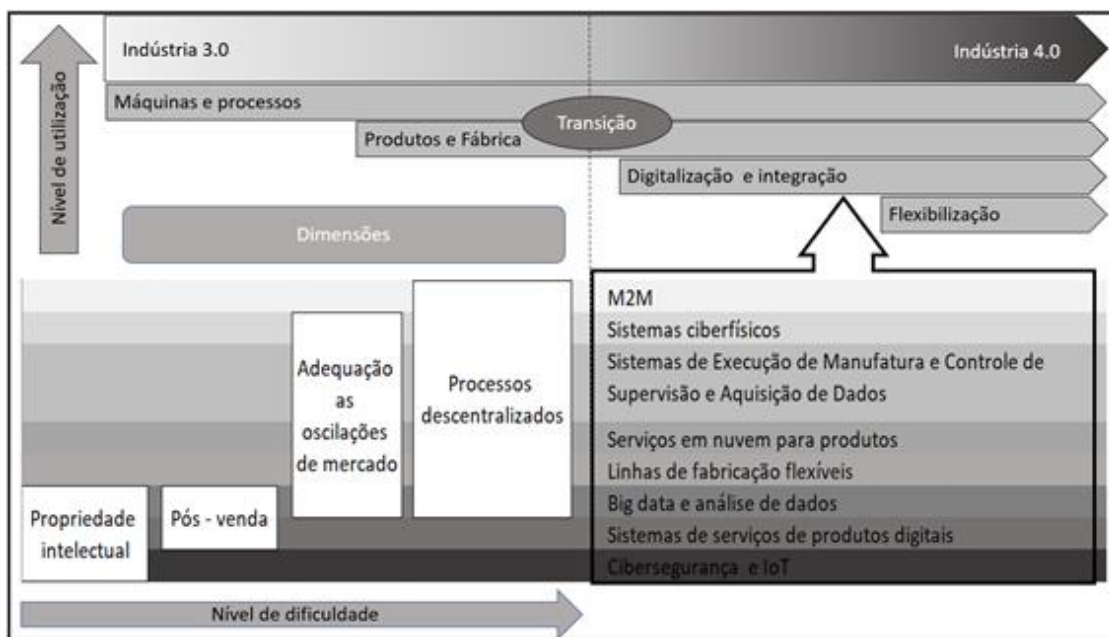 Indústria 3.0
Indústria 4.0
Nível de utilização
Máquinas e processos
Transição
Produtos e Fábrica
Digitalização e integração
Flexibilização
Dimensões
M2M
Sistemas ciberfísicos
Sistemas de Execução de Manufatura e Controle de
Supervisão e Aquisição de Dados
Serviços em nuvem para produtos
Linhas de fabricação flexíveis
Big data e análise de dados
Sistemas de serviços de produtos digitais
Cibersegurança e IoT
Propriedade
intelectual
Pós - venda
Adequação
as
oscilações
de mercado
Processos
descentralizados
Nível de dificuldade